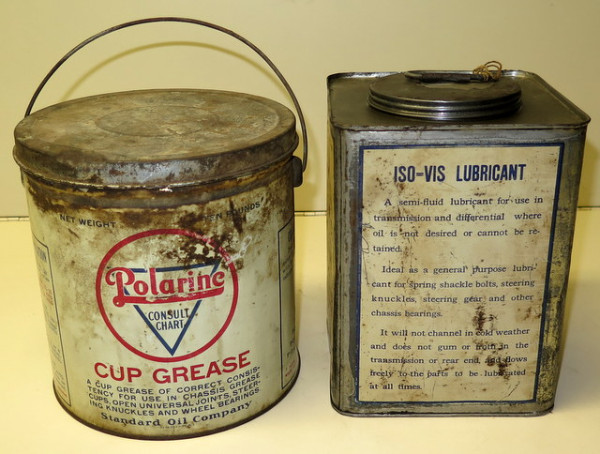 NET WEIGHT TEN POUNDS
Polarine
CONSULT
CHART
CUP GREASE
A CUP GREASE OF CORRECT CONSIS-
TENCY FOR USE IN CHASSIS, GREASE
CUPS, OPEN UNIVERSAL JOINTS, STEER-
ING KNUCKLES AND WHEEL BEARINGS.
Standard Oil Company
ISO-VIS LUBRICANT
A semi-fluid lubricant for use in
transmission and differential where
oil is not desired or cannot be re-
tained.
Ideal as a general purpose lubri-
cant for spring shackle bolts, steering
knuckles, steering gear and other
chassis bearings.
It will not channel in cold weather
and does not gum or froth in the
transmission or rear end, and flows
freely to the parts to be lubricated
at all times.